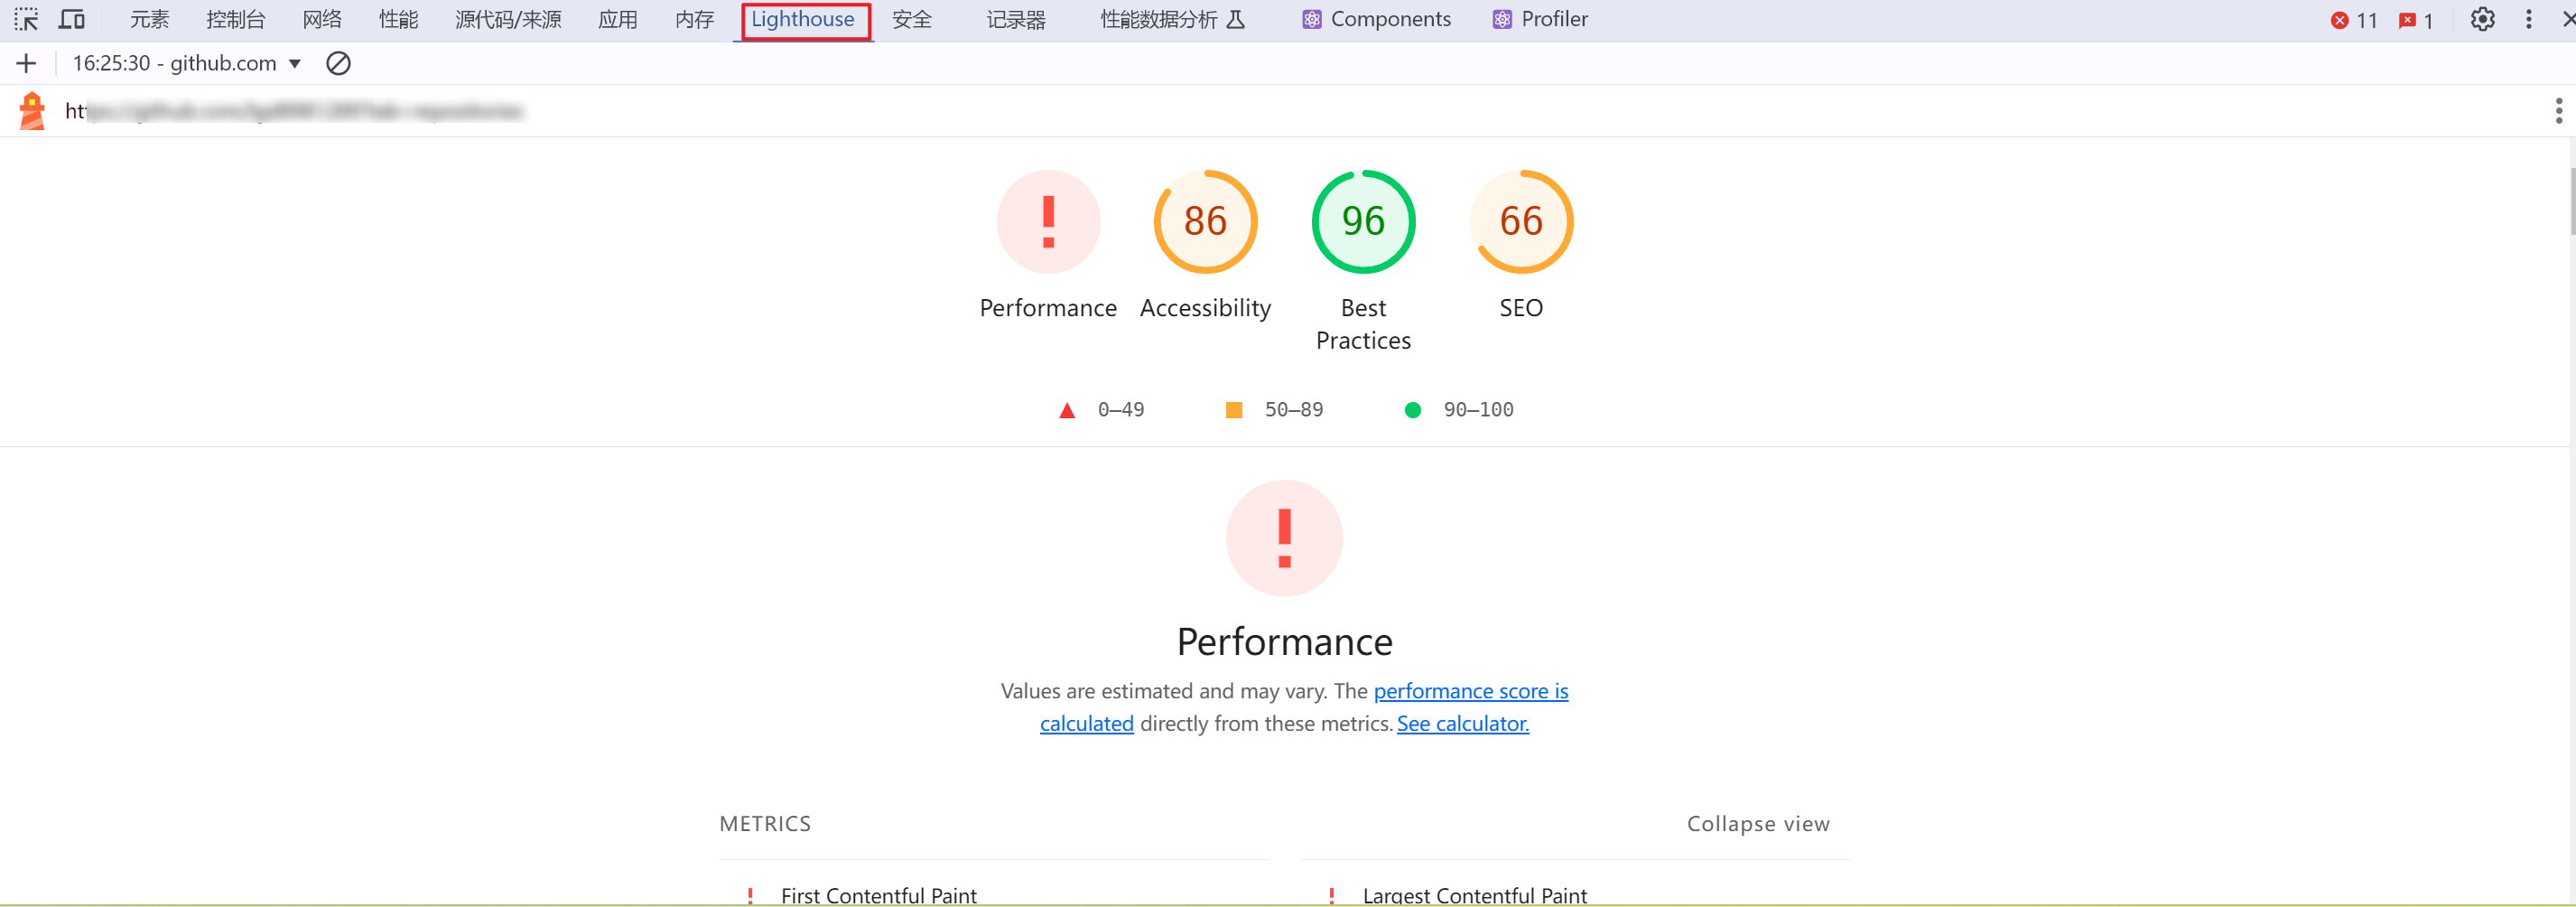 元素 控制台 网络 性能 源代码/来源 应用 内存 Lighthouse 安全 记录器 性能数据分析 Components Profiler 11 1
16:25:30 - github.com
htt
86 96 66
Performance Accessibility Best Practices SEO
0–49 50–89 90–100
Performance
Values are estimated and may vary. The performance score is
calculated directly from these metrics. See calculator.
METRICS Collapse view
First Contentful Paint Largest Contentful Paint